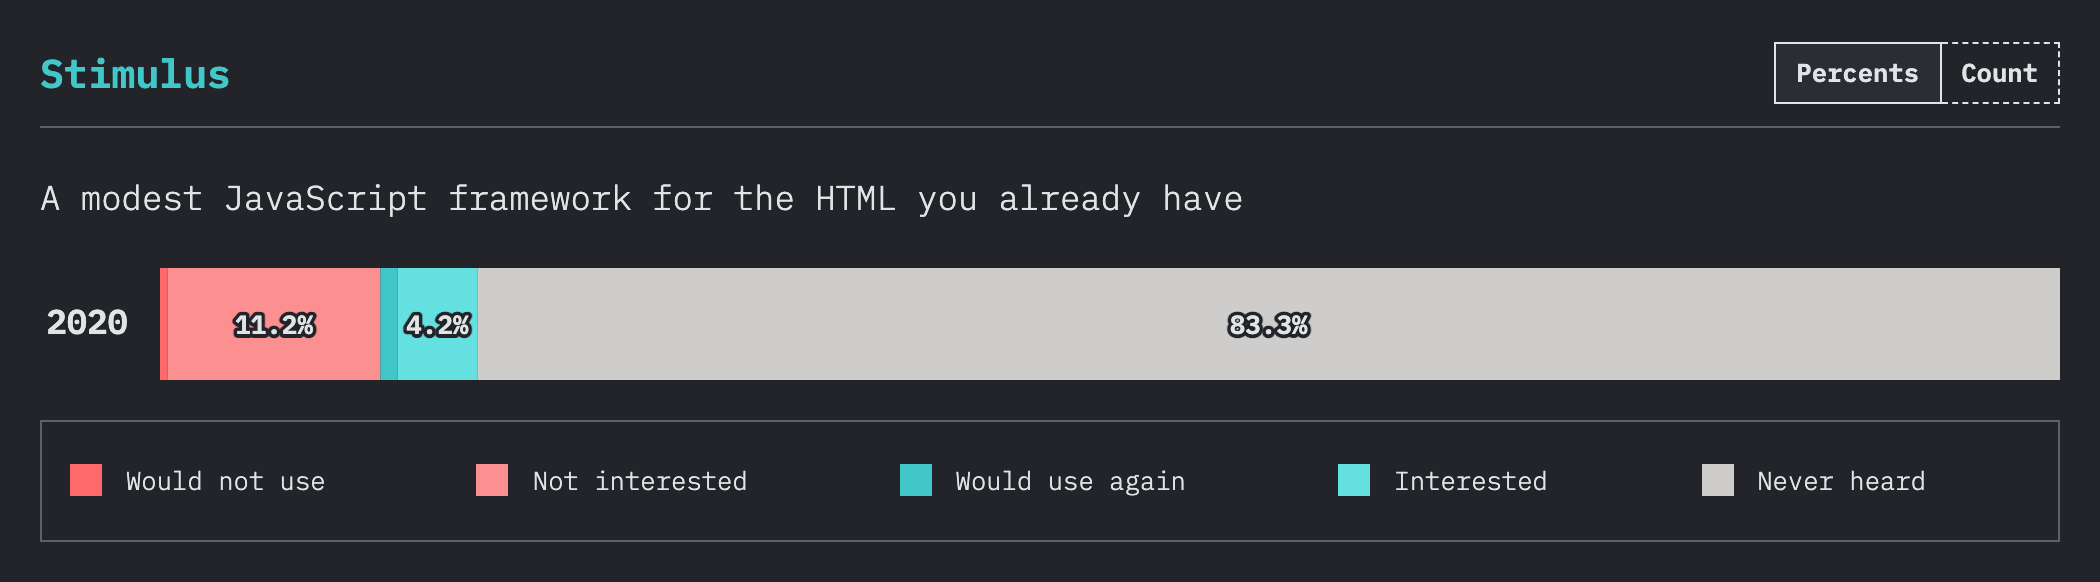 Stimulus
Percents Count
A modest JavaScript framework for the HTML you already have
2020 11.2% 4.2% 83.3%
Would not use Not interested Would use again Interested Never heard